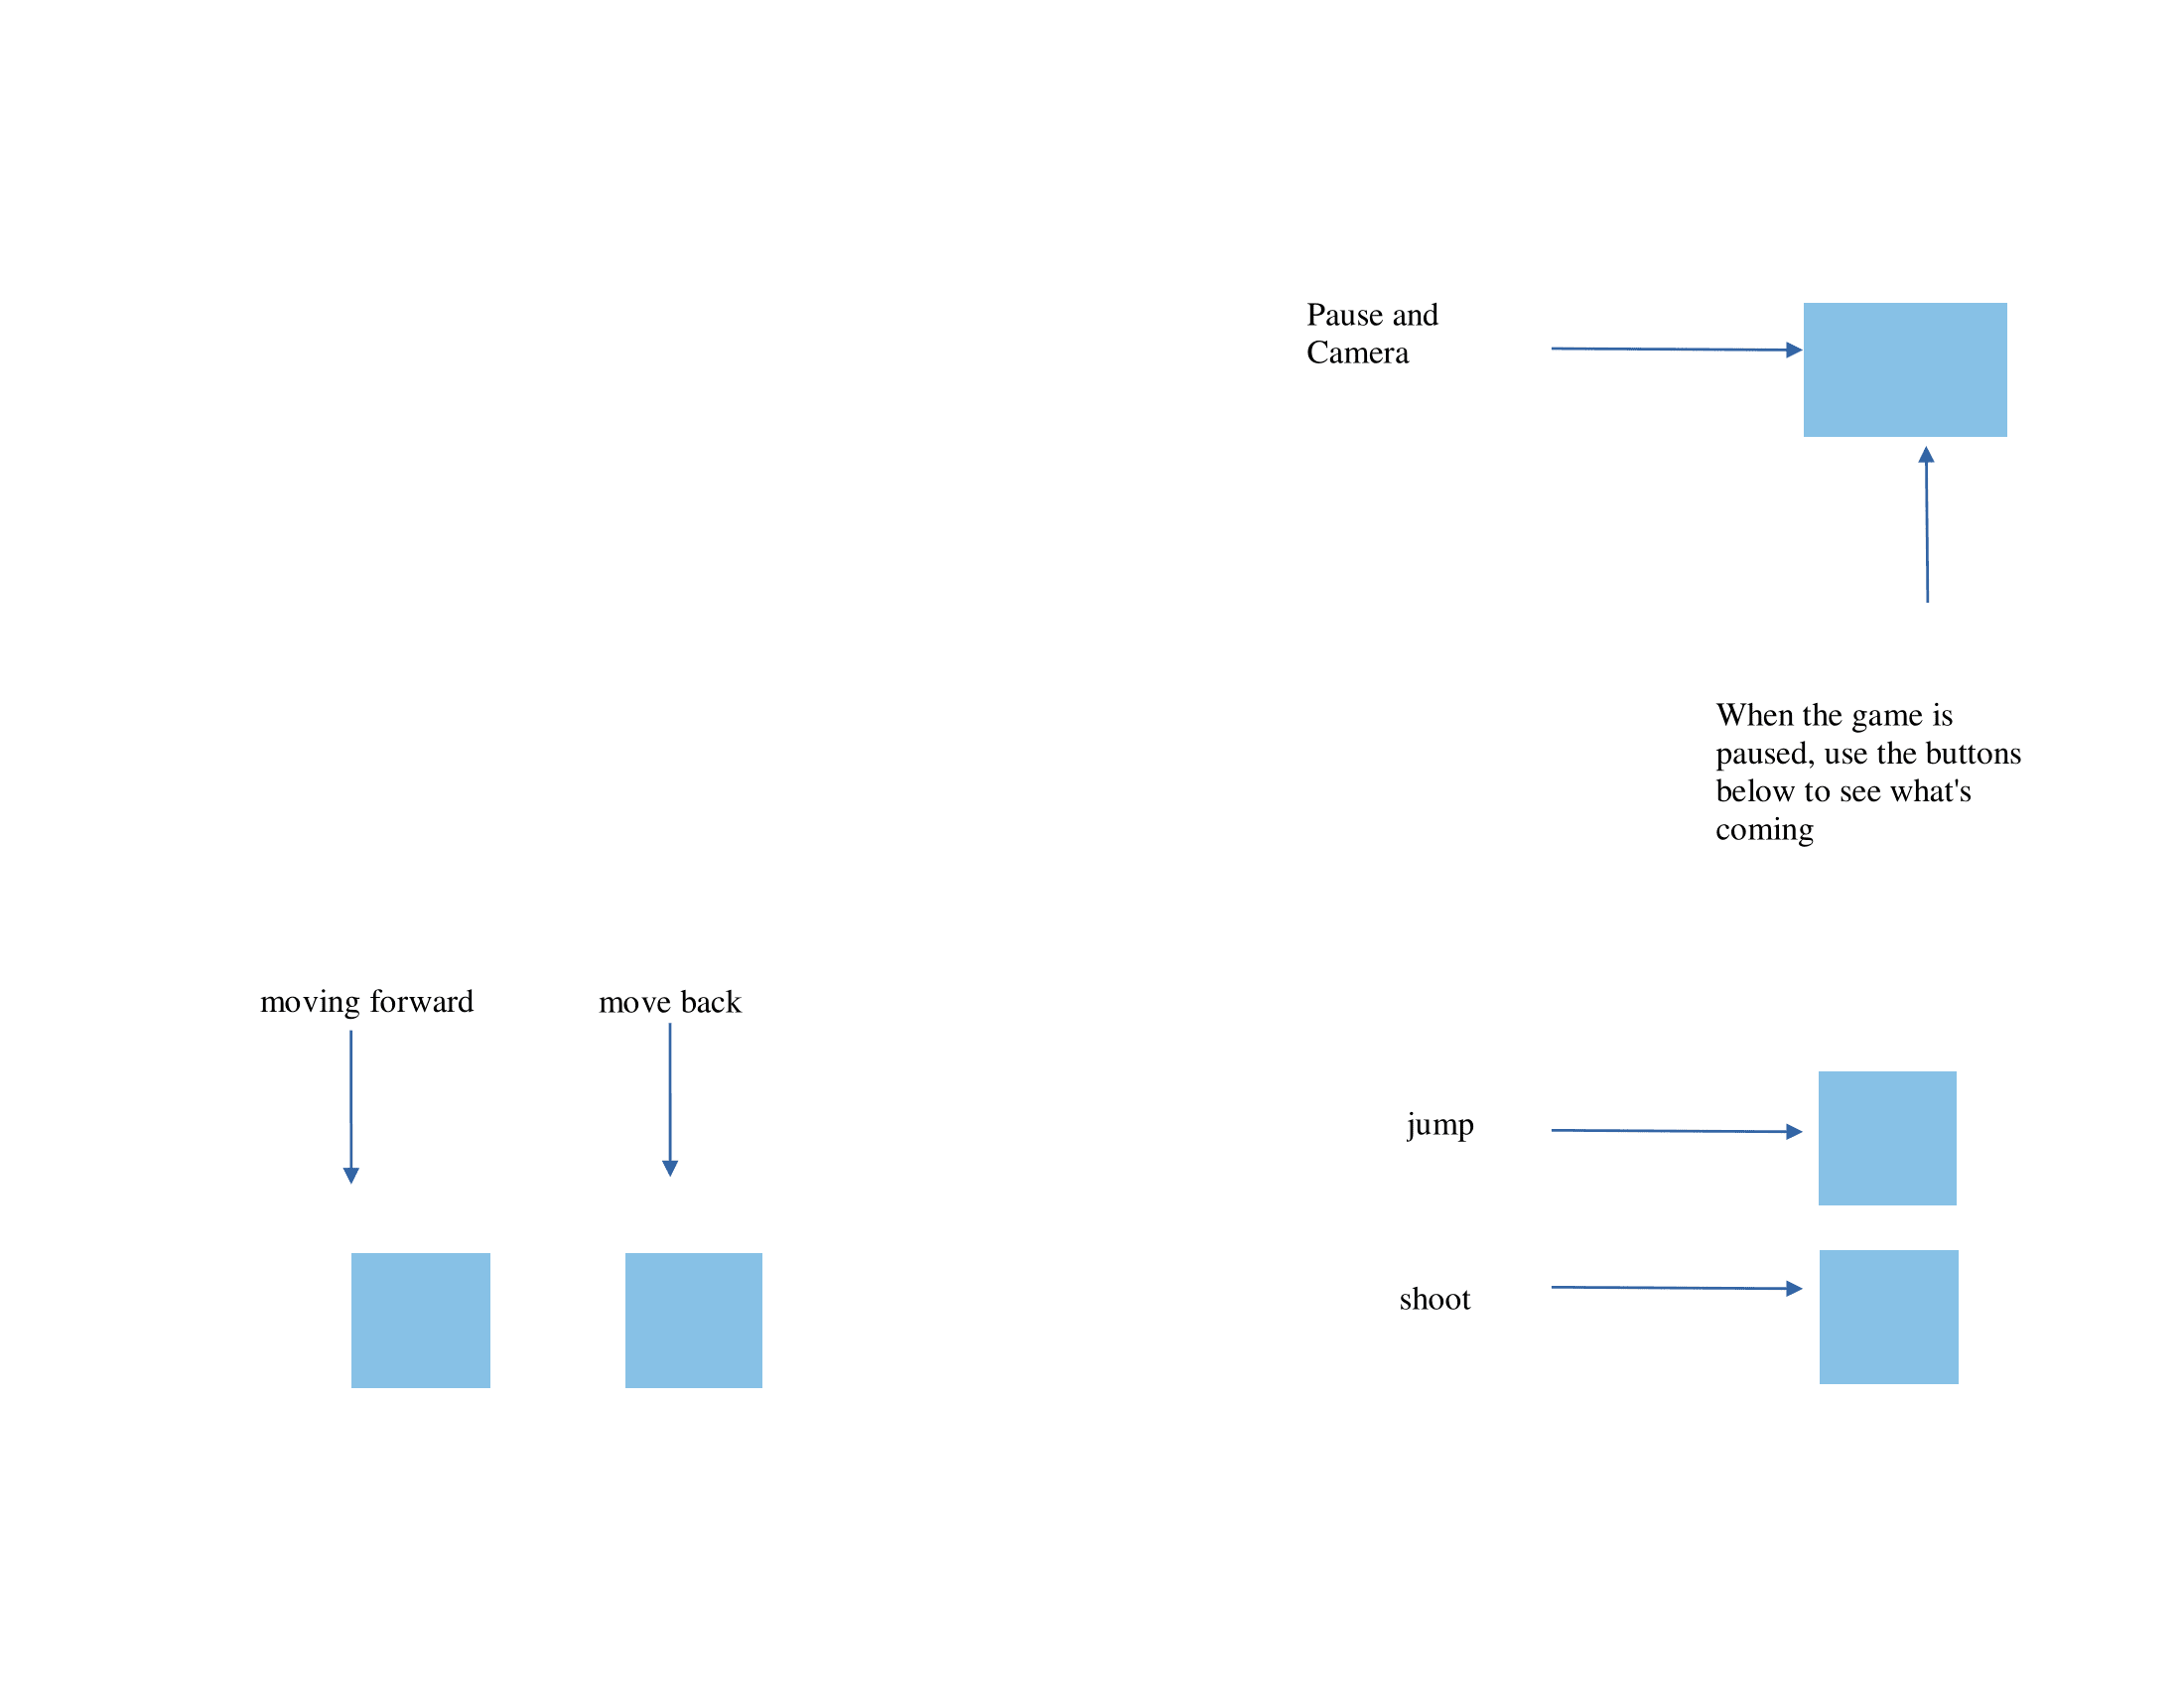 Pause and
Camera
When the game is
paused, use the buttons
below to see what's
coming
moving forward
move back
jump
shoot